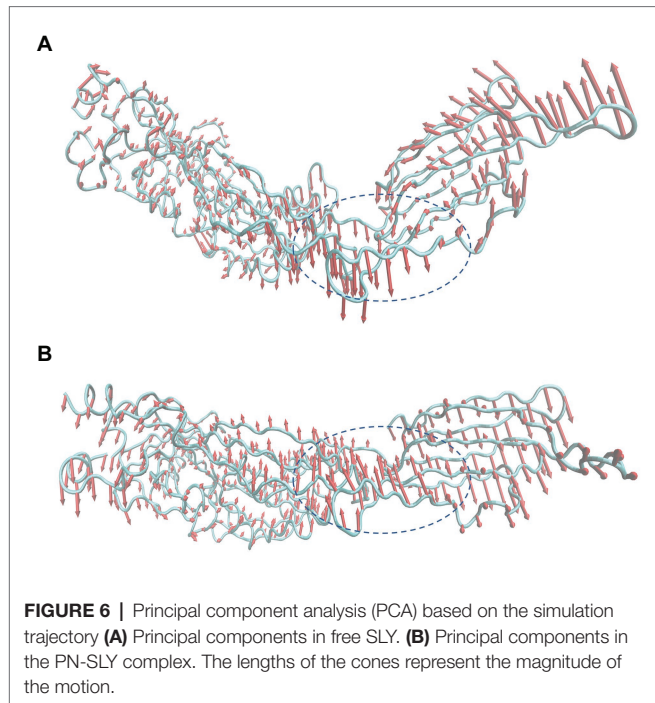 A
B
FIGURE 6 | Principal component analysis (PCA) based on the simulation
trajectory (A) Principal components in free SLY. (B) Principal components in
the PN-SLY complex. The lengths of the cones represent the magnitude of
the motion.